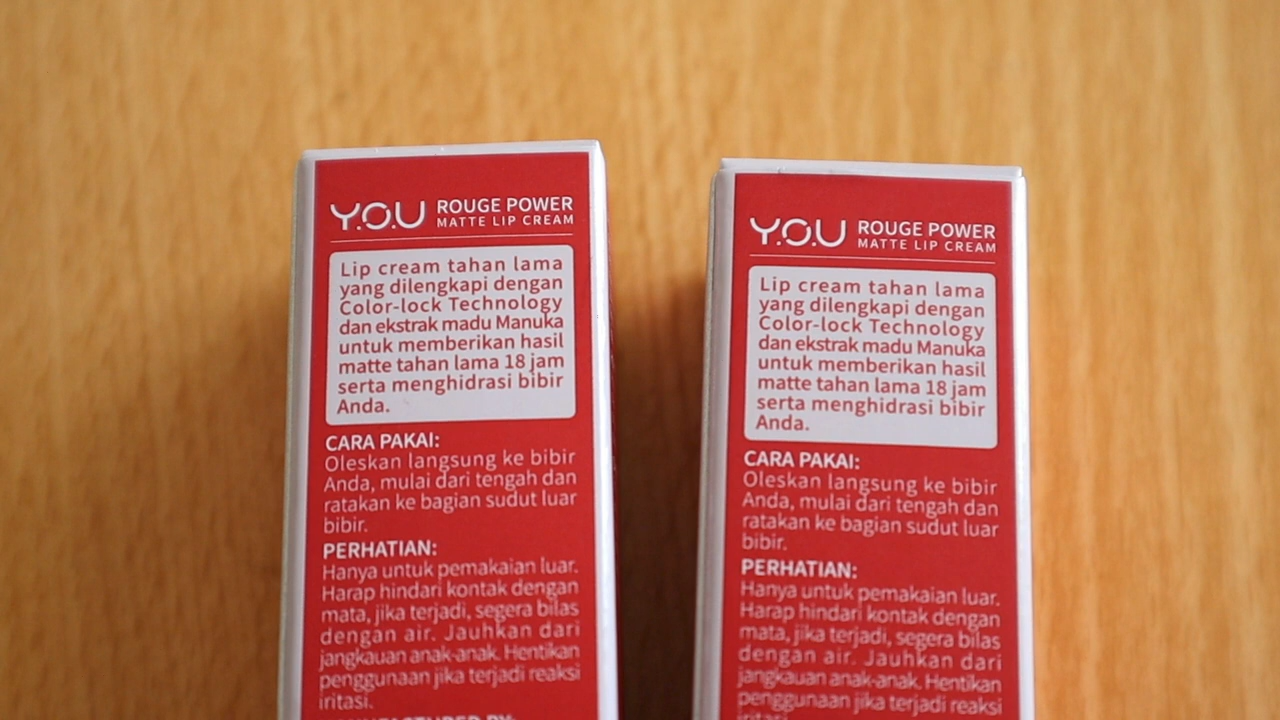 Y.O.U ROUGE POWER
MATTE LIP CREAM
Lip cream tahan lama
yang dilengkapi dengan
Color-lock Technology
dan ekstrak madu Manuka
untuk memberikan hasil
matte tahan lama 18 jam
serta menghidrasi bibir
Anda.
CARA PAKAI:
Oleskan langsung ke bibir
Anda, mulai dari tengah dan
ratakan ke bagian sudut luar
bibir.
PERHATIAN:
Hanya untuk pemakaian luar.
Harap hindari kontak dengan
mata, jika terjadi, segera bilas
dengan air. Jauhkan dari
jangkauan anak-anak. Hentikan
penggunaan jika terjadi reaksi
iritasi.
MANUFACTURED BY:
Y.O.U ROUGE POWER
MATTE LIP CREAM
Lip cream tahan lama
yang dilengkapi dengan
Color-lock Technology
dan ekstrak madu Manuka
untuk memberikan hasil
matte tahan lama 18 jam
serta menghidrasi bibir
Anda.
CARA PAKAI:
Oleskan langsung ke bibir
Anda, mulai dari tengah dan
ratakan ke bagian sudut luar
bibir.
PERHATIAN:
Hanya untuk pemakaian luar.
Harap hindari kontak dengan
mata, jika terjadi, segera bilas
dengan air. Jauhkan dari
jangkauan anak-anak. Hentikan
penggunaan jika terjadi reaksi
iritasi.